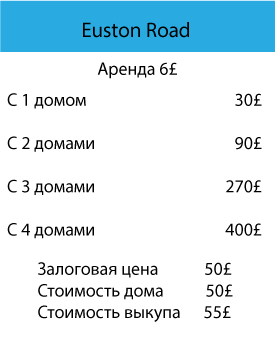 Euston Road
Аренда 6£
С 1 домом 30£
С 2 домами 90£
С 3 домами 270£
С 4 домами 400£
Залоговая цена 50£
Стоимость дома 50£
Стоимость выкупа 55£